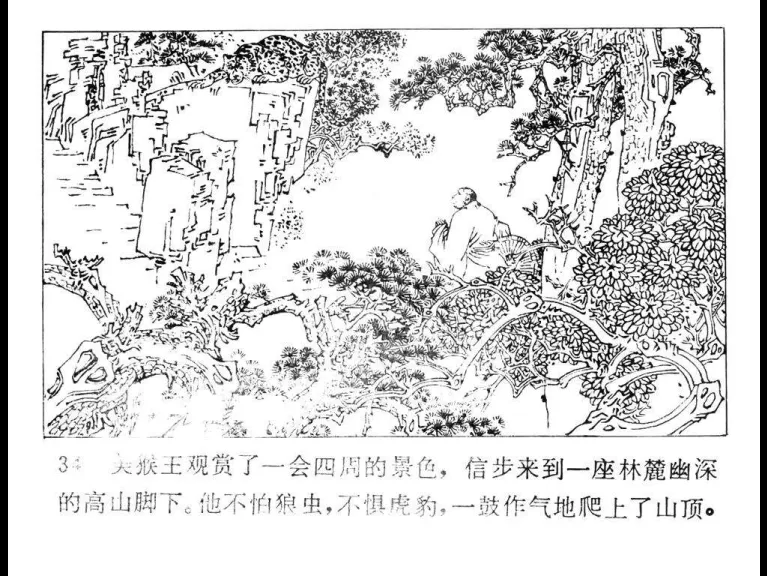 34 美猴王观赏了一会四周的景色，信步来到一座林麓幽深
的高山脚下。他不怕狼虫，不惧虎豹，一鼓作气地爬上了山顶。